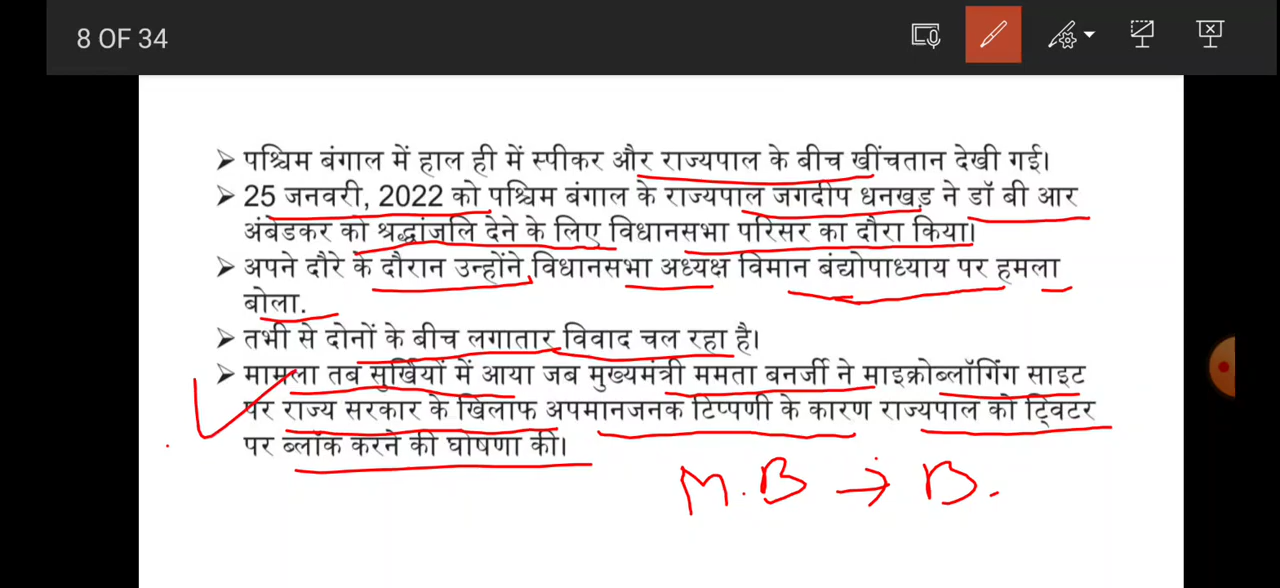 8 OF 34
➤ पश्चिम बंगाल में हाल ही में स्पीकर और राज्यपाल के बीच खींचतान देखी गई।
➤ 25 जनवरी, 2022 को पश्चिम बंगाल के राज्यपाल जगदीप धनखड़ ने डॉ बी आर
अंबेडकर को श्रद्धांजलि देने के लिए विधानसभा परिसर का दौरा किया।
➤ अपने दौरे के दौरान उन्होंने विधानसभा अध्यक्ष विमान बंद्योपाध्याय पर हमला
बोला.
➤ तभी से दोनों के बीच लगातार विवाद चल रहा है।
➤ मामला तब सुर्खियों में आया जब मुख्यमंत्री ममता बनर्जी ने माइक्रोब्लॉगिंग साइट
पर राज्य सरकार के खिलाफ अपमानजनक टिप्पणी के कारण राज्यपाल को ट्विटर
पर ब्लॉक करने की घोषणा की।
M.B → B.